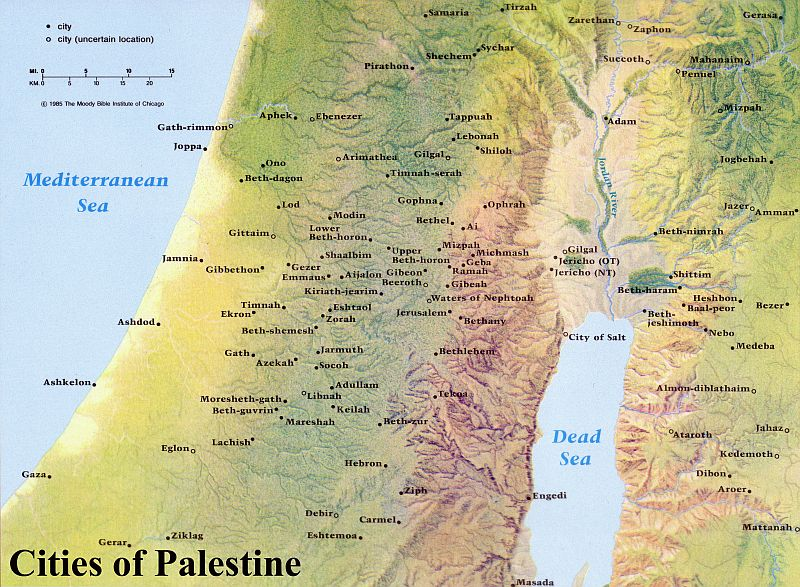 Samaria
Tirzah
Zarethan
Gerasa
Zaphon
city
city (uncertain location)
Sychar
Shechem
Succoth
Mahanaim
Pirathon
Penuel
MI. 0 5 10 15
KM. 0 5 10 15 20
© 1985 The Moody Bible Institute of Chicago
Mizpah
Aphek
Ebenezer
Tappuah
Adam
Gath-rimmon
Lebonah
Joppa
Shiloh
Gilgal
Arimathea
Jogbehah
Ono
Timnah-serah
Jordan River
Mediterranean
Sea
Beth-dagon
Gophna
Ophrah
Lod
Jazer
Amman
Modin
Bethel
Ai
Lower
Beth-horon
Gittaim
Beth-nimrah
Mizpah
Upper
Beth-horon
Gilgal
Michmash
Shaalbim
Jericho (OT)
Jamnia
Geba
Gezer
Gibbethon
Ramah
Jericho (NT)
Gibeon
Emmaus
Aijalon
Shittim
Beeroth
Gibeah
Kiriath-jearim
Beth-haram
Waters of Nephtoah
Heshbon
Timnah
Eshtaol
Baal-peor
Bezer
Ekron
Jerusalem
Beth-
jeshimoth
Zorah
Bethany
Ashdod
Beth-shemesh
Nebo
City of Salt
Medeba
Jarmuth
Gath
Bethlehem
Azekah
Socoh
Ashkelon
Adullam
Almon-diblathaim
Libnah
Tekoa
Moresheth-gath
Beth-guvrin
Keilah
Mareshah
Beth-zur
Jahaz
Ataroth
Dead
Sea
Lachish
Eglon
Kedemoth
Hebron
Gaza
Dibon
Ziph
Aroer
Engedi
Debir
Carmel
Mattanah
Ziklag
Eshtemoa
Gerar
Cities of Palestine
Masada